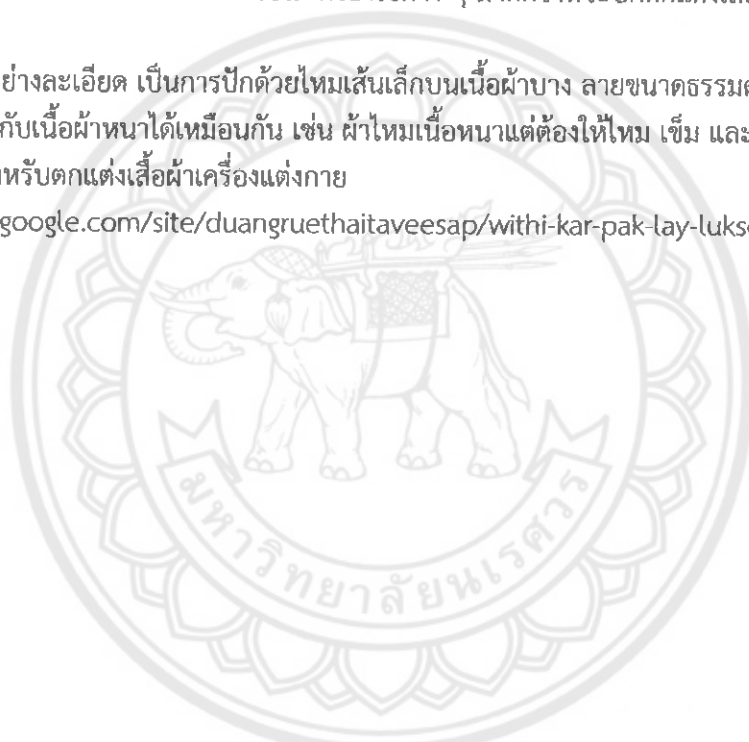 ย่างละเอียด เป็นการปักด้วยไหมเส้นเล็กบนเนื้อผ้าบาง ลายขนาดธรรมด
กับเนื้อผ้าหนาได้เหมือนกัน เช่น ผ้าไหมเนื้อหนาแต่ต้องให้ไหม เข็ม และ
หรับตกแต่งเสื้อผ้าเครื่องแต่งกาย
google.com/site/duangruethaitaveesap/withi-kar-pak-lay-lukse
มหาวิทยาลัยนเรศวร